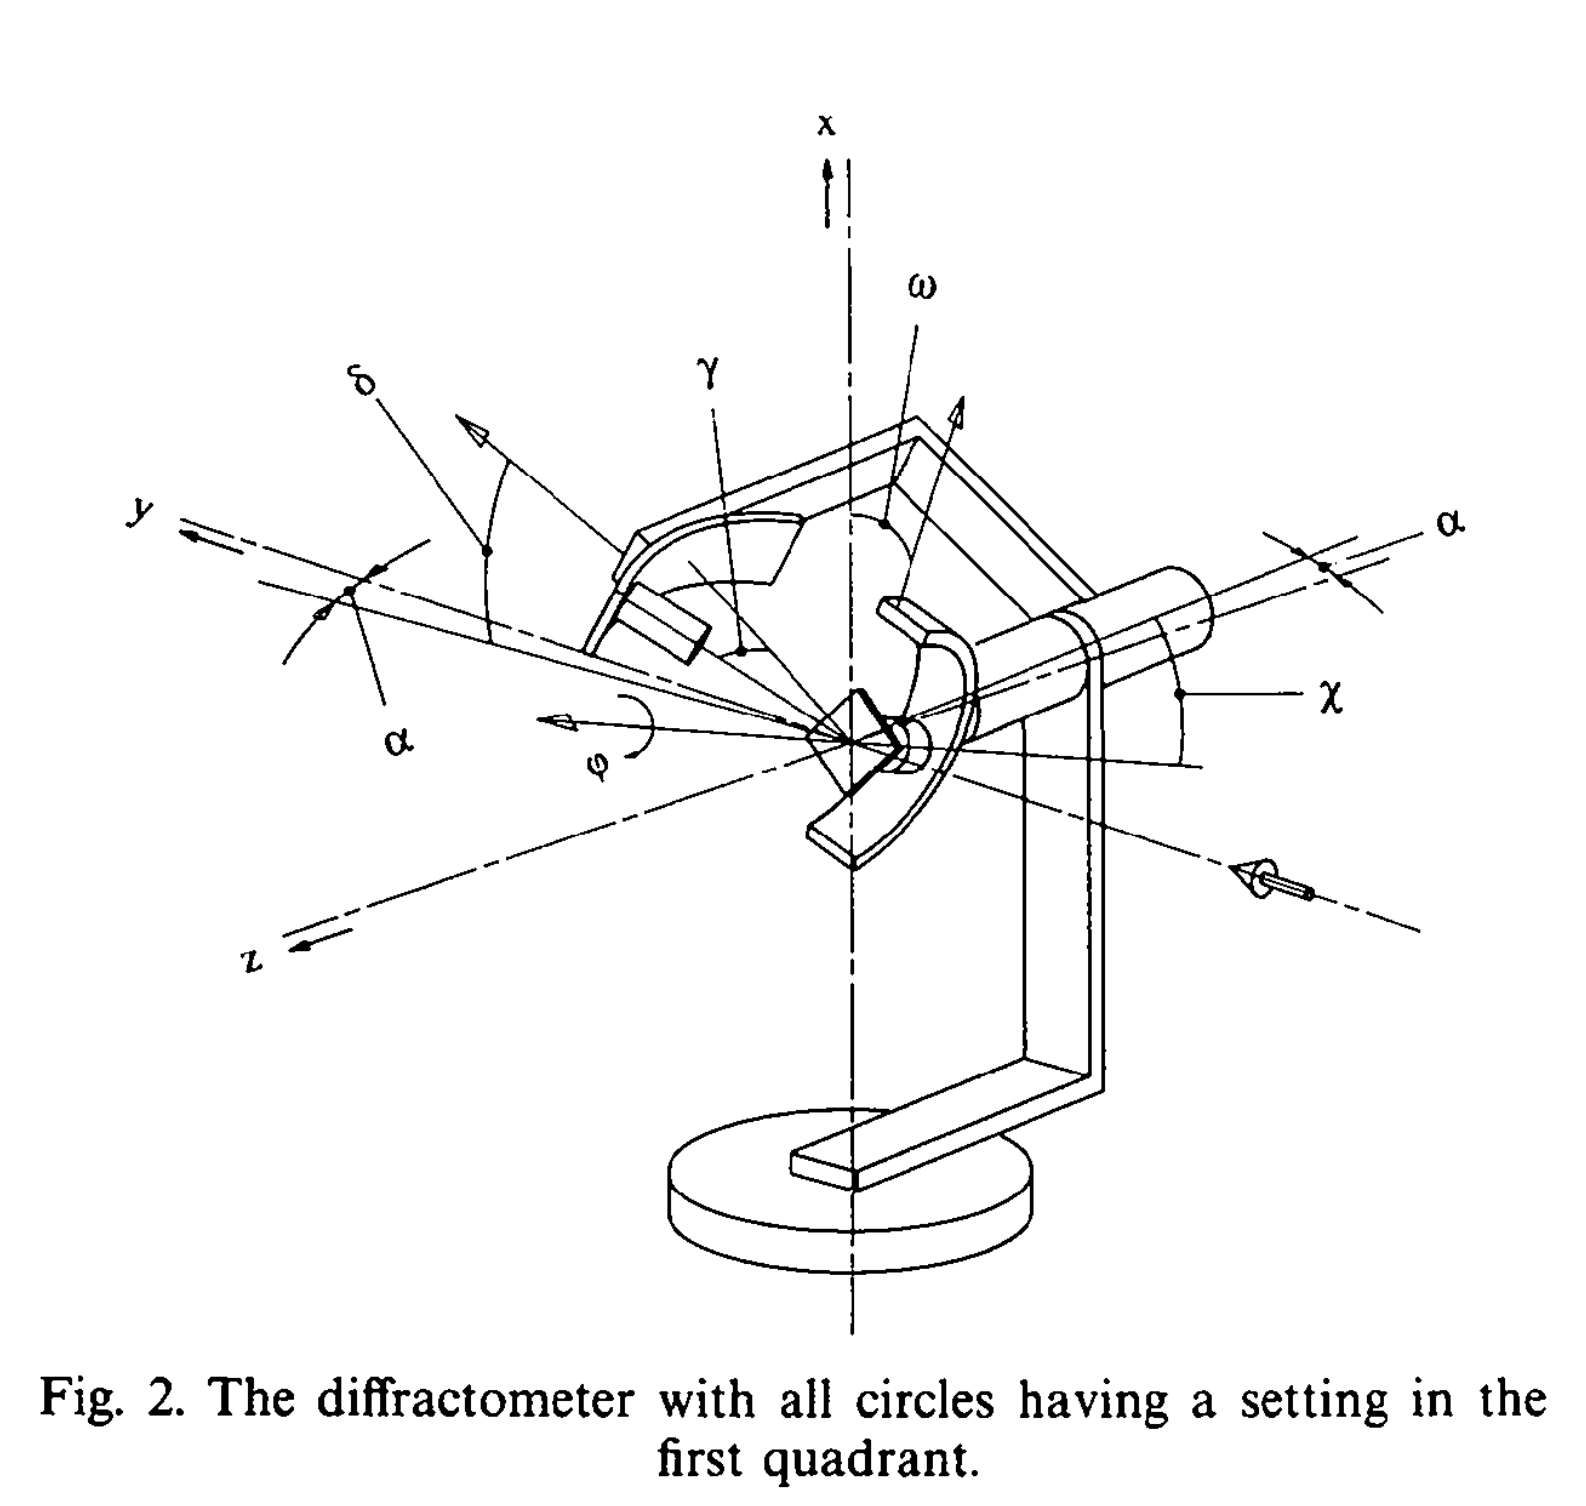 x
ω
γ
δ
y
α
χ
α
φ
z
Fig. 2. The diffractometer with all circles having a setting in the
first quadrant.